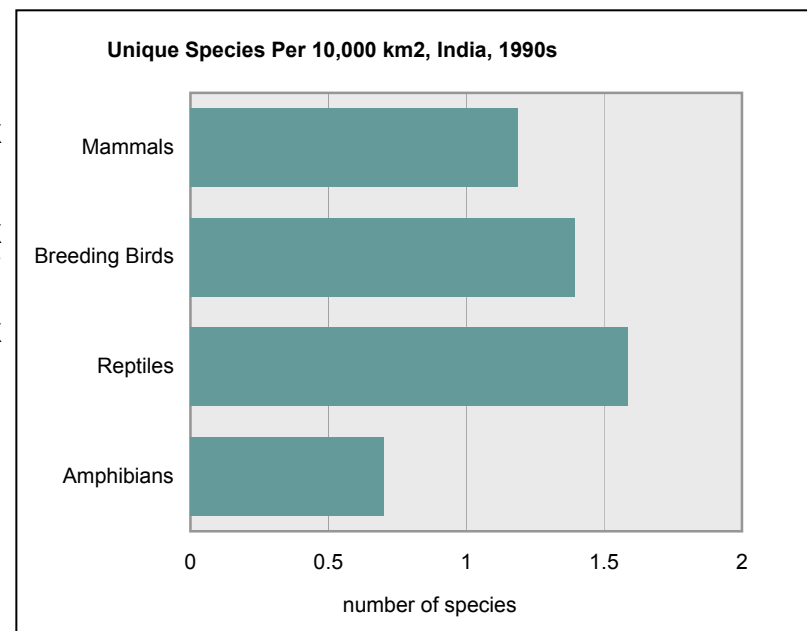 Unique Species Per 10,000 km2, India, 1990s
Mammals
Breeding Birds
Reptiles
Amphibians
0 0.5 1 1.5 2
number of species